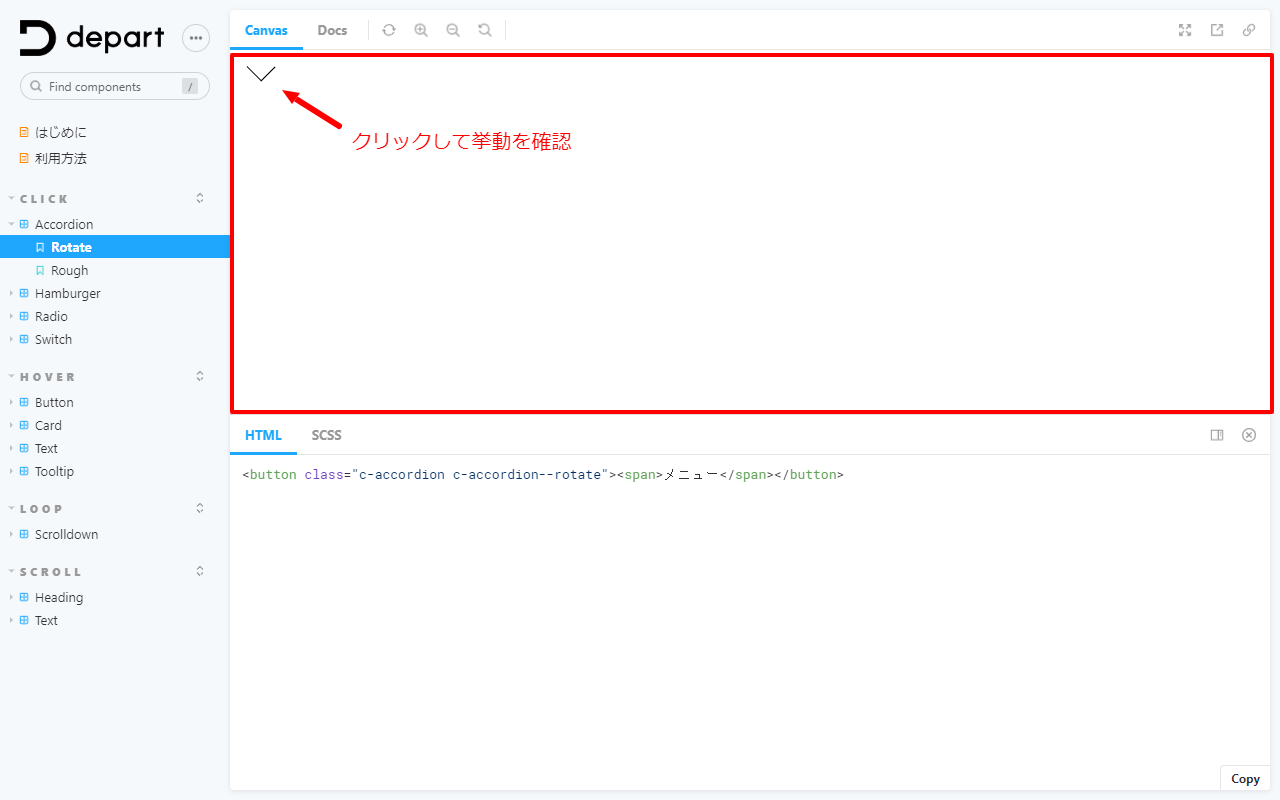 depart
Find components
/
はじめに
利用方法
CLICK
Accordion
Rotate
Rough
Hamburger
Radio
Switch
HOVER
Button
Card
Text
Tooltip
LOOP
Scrolldown
SCROLL
Heading
Text
Canvas
Docs
クリックして挙動を確認
HTML
SCSS
<button class="c-accordion c-accordion--rotate"><span>メニュー</span></button>
Copy